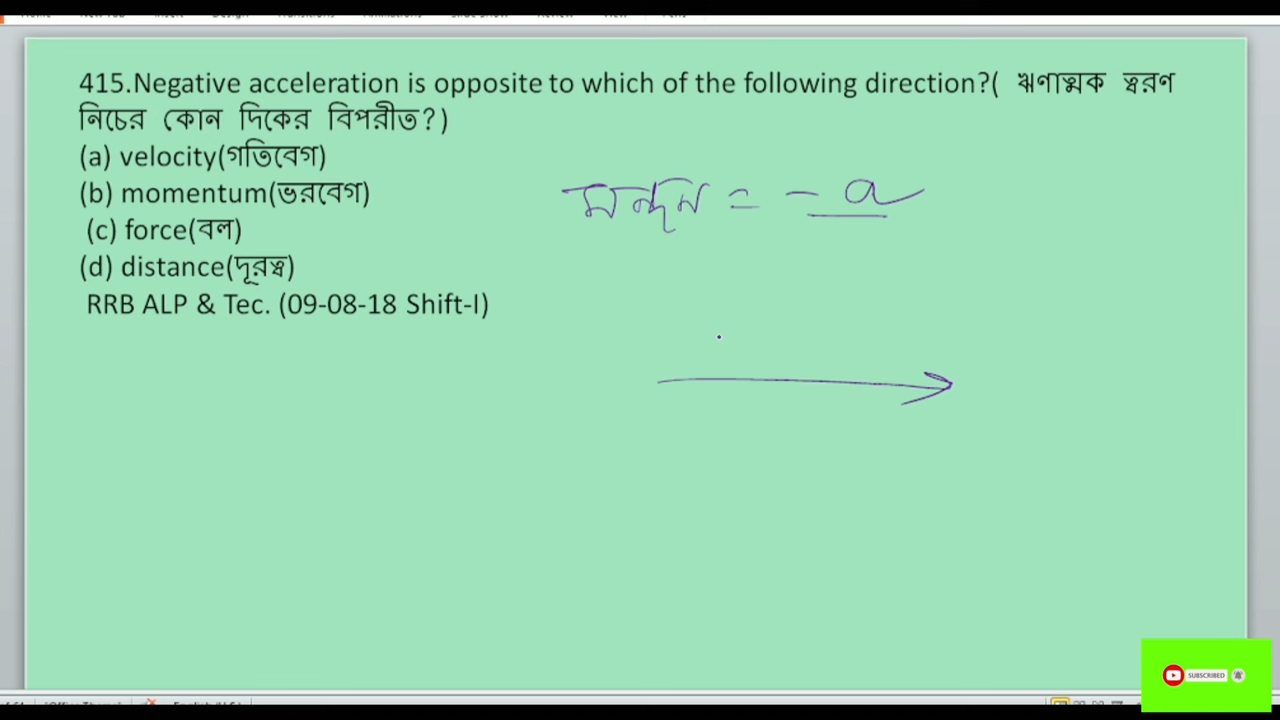 415.Negative acceleration is opposite to which of the following direction?( ঋণাত্মক ত্বরণ
নিচের কোন দিকের বিপরীত?)
(a) velocity(গতিবেগ)
(b) momentum(ভরবেগ)
(c) force(বল)
(d) distance(দূরত্ব)
RRB ALP & Tec. (09-08-18 Shift-I)
মন্দন = - a
SUBSCRIBED